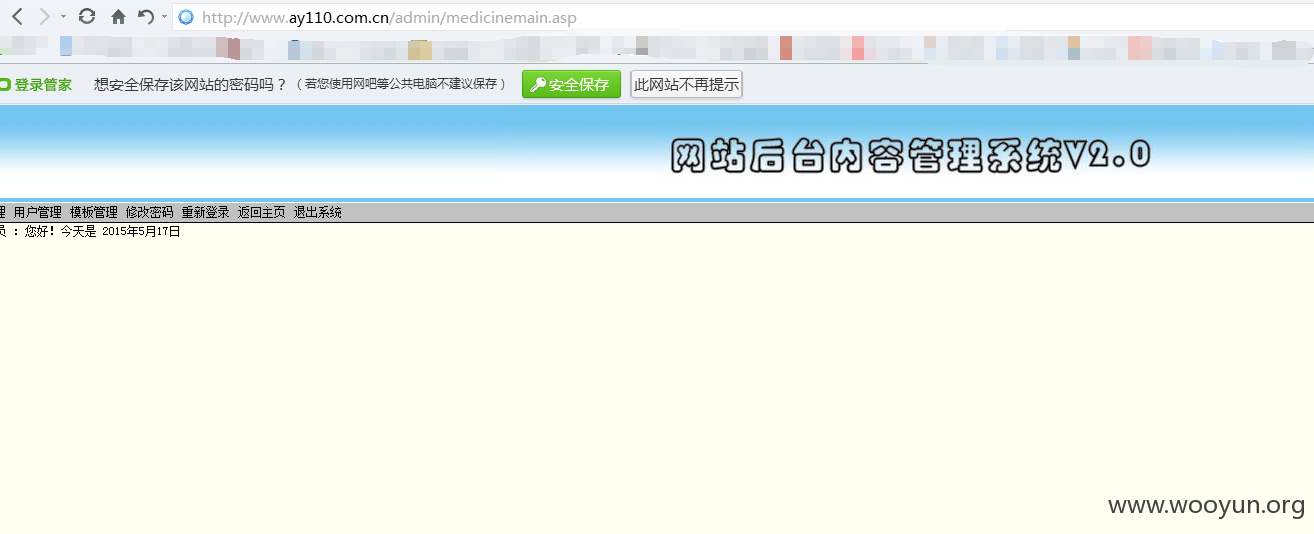 http://www.ay110.com.cn/admin/medicinemain.asp
登录管家 想安全保存该网站的密码吗？（若您使用网吧等公共电脑不建议保存） 安全保存 此网站不再提示
网站后台内容管理系统V2.0
理 用户管理 模板管理 修改密码 重新登录 返回主页 退出系统
员 ： 您好！今天是 2015年5月17日
www.wooyun.org